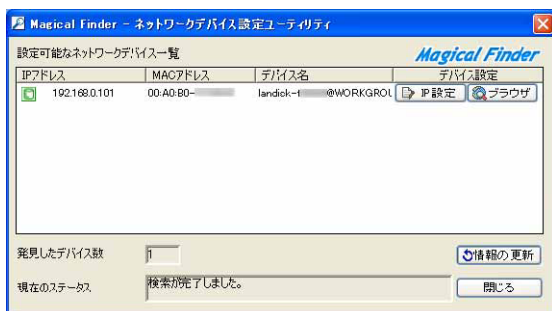 Magical Finder - ネットワークデバイス設定ユーティリティ
設定可能なネットワークデバイス一覧
Magical Finder
IPアドレス MACアドレス デバイス名 デバイス設定
192.168.0.101 00:A0:B0- landisk- @WORKGROU IP設定 ブラウザ
発見したデバイス数 1 情報の更新
現在のステータス 検索が完了しました。 閉じる